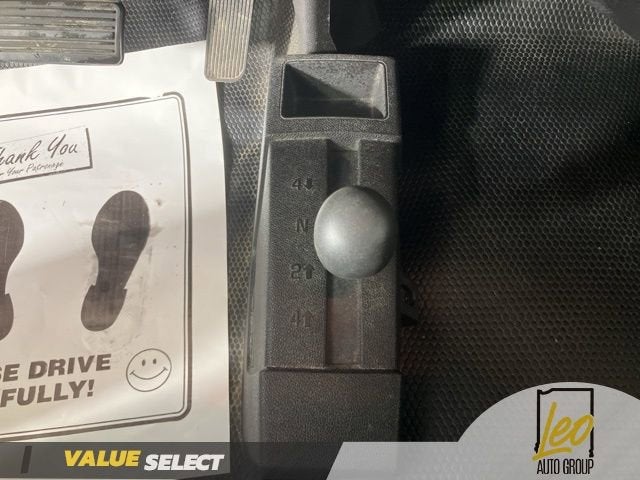 hank You
r Your Patronage
4↓
N
2↑
4↑
SE DRIVE
FULLY!
VALUE SELECT
Leo
AUTO GROUP